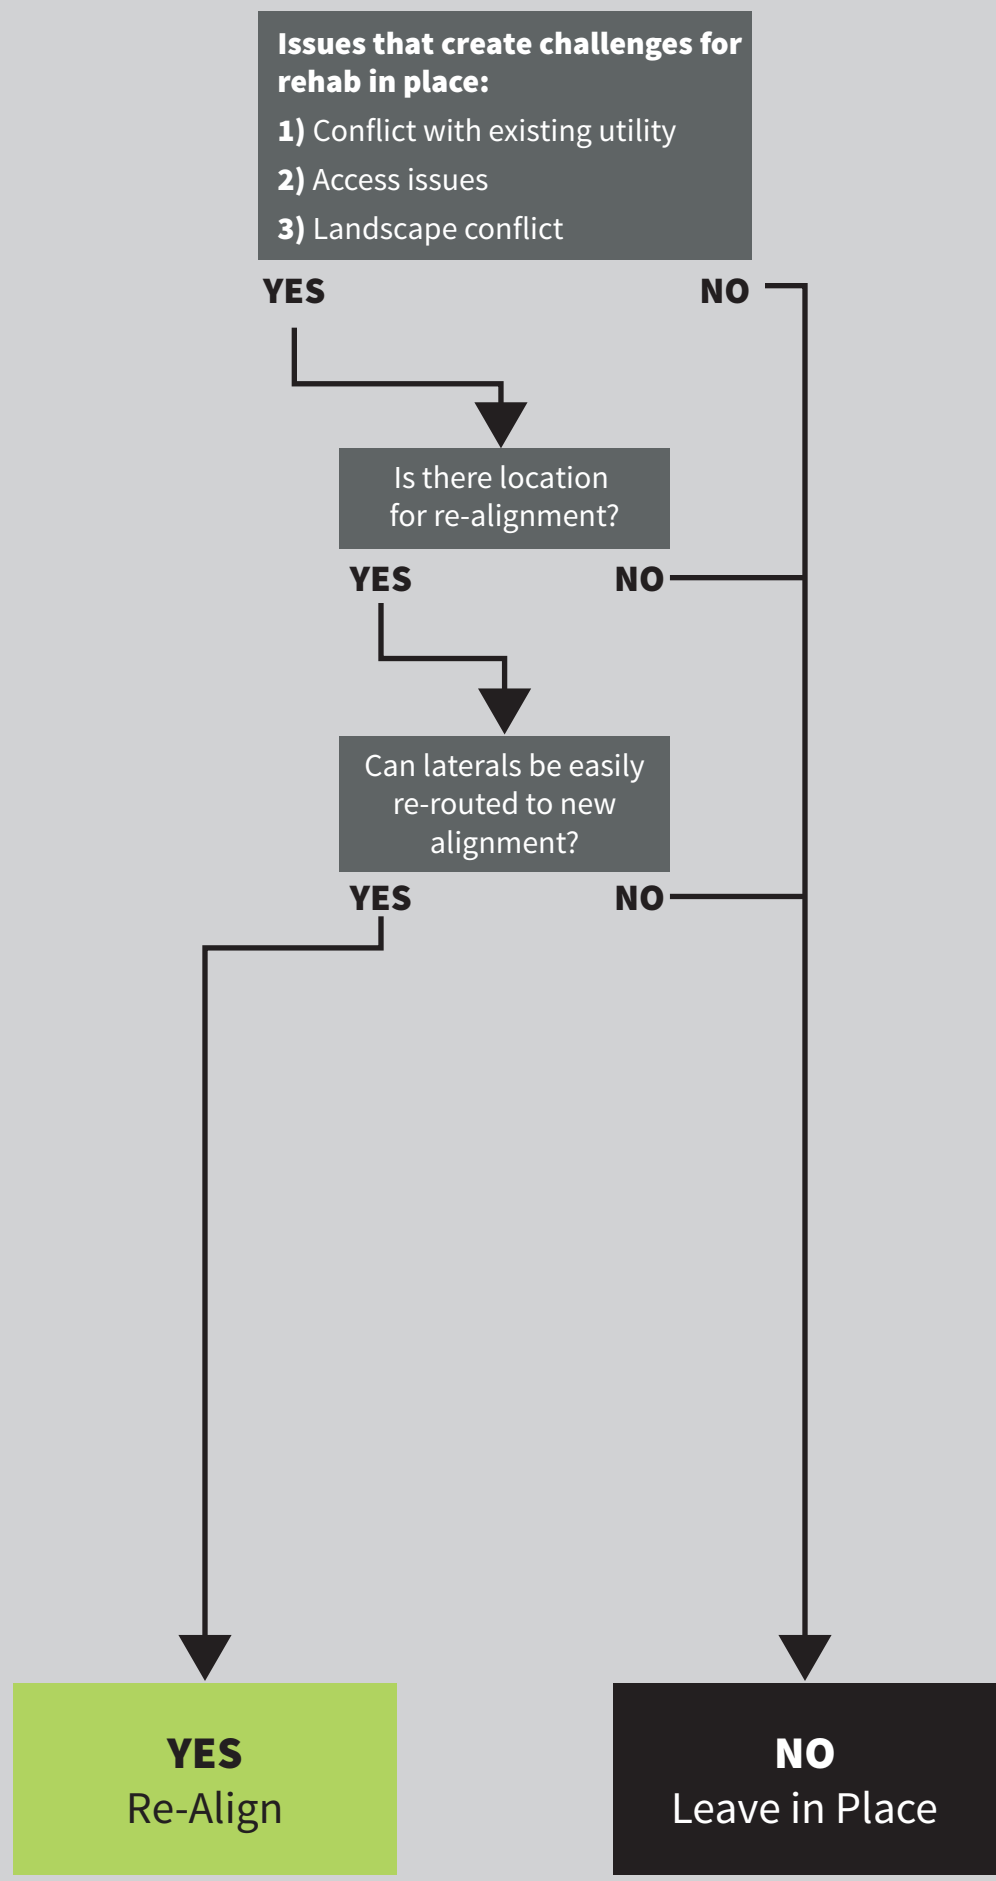 Issues that create challenges for
rehab in place:
1) Conflict with existing utility
2) Access issues
3) Landscape conflict
YES
NO
Is there location
for re-alignment?
YES
NO
Can laterals be easily
re-routed to new
alignment?
YES
NO
YES
Re-Align
NO
Leave in Place